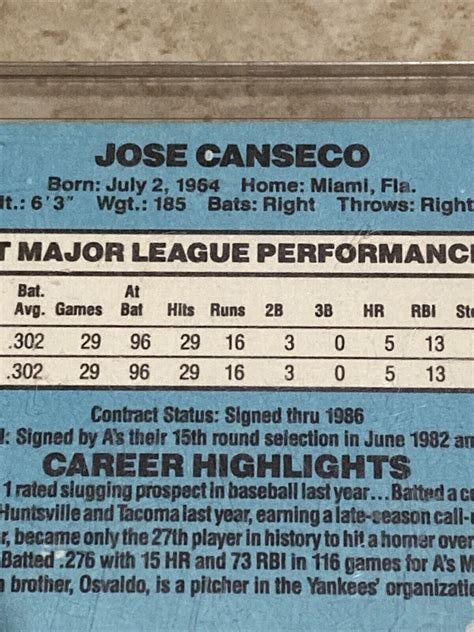 JOSE CANSECO
Born: July 2, 1964 Home: Miami, Fla.
Ht.: 6'3" Wgt.: 185 Bats: Right Throws: Right
T MAJOR LEAGUE PERFORMANC
Bat. At
Avg. Games Bat Hits Runs 2B 3B HR RBI Sto
.302 29 96 29 16 3 0 5 13
.302 29 96 29 16 3 0 5 13
Contract Status: Signed thru 1986
d: Signed by A's their 15th round selection in June 1982 and
CAREER HIGHLIGHTS
1 rated slugging prospect in baseball last year...Batted a c
Huntsville and Tacoma last year, earning a late-season call-
r, became only the 27th player in history to hit a homer over
Batted .276 with 15 HR and 73 RBI in 116 games for A's M
n brother, Osvaldo, is a pitcher in the Yankees' organizatio